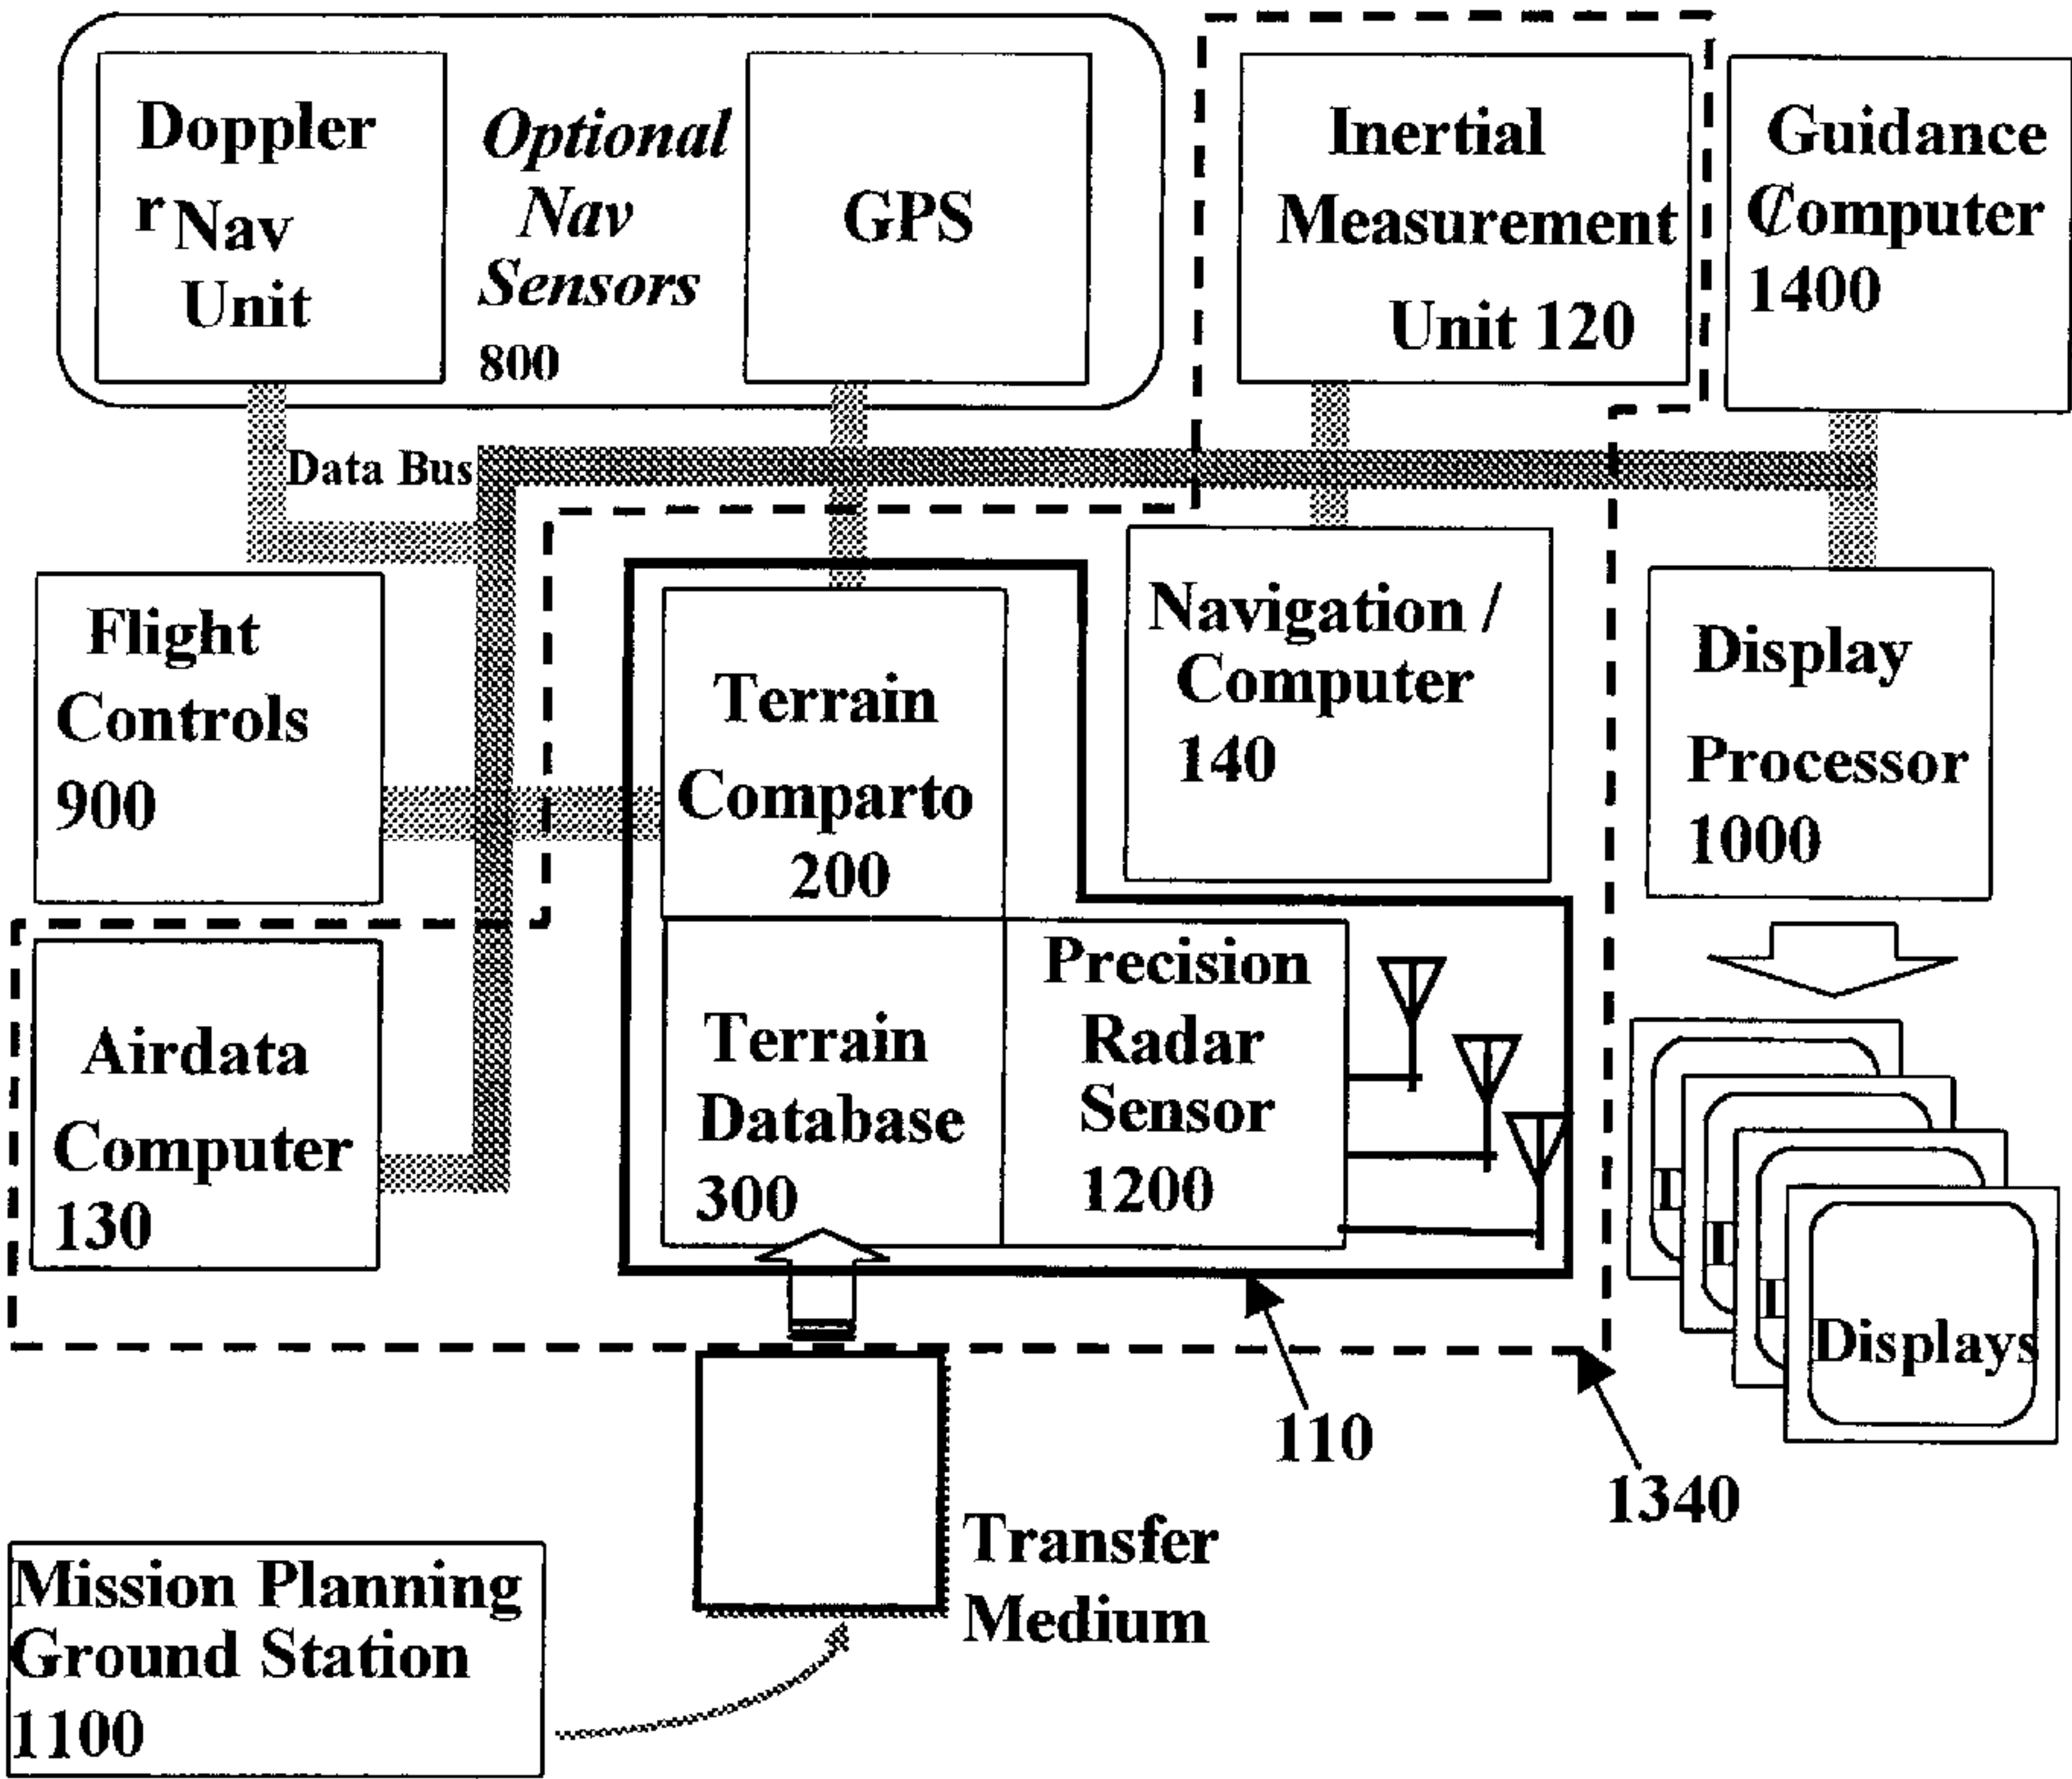 Doppler
r Nav
Unit
Optional
Nav
Sensors
800
GPS
Inertial
Measurement
Unit 120
Guidance
Computer
1400
Data Bus
Flight
Controls
900
Terrain
Comparto
200
Navigation /
Computer
140
Display
Processor
1000
Airdata
Computer
130
Terrain
Database
300
Precision
Radar
Sensor
1200
D
D
D
Displays
110
1340
Transfer
Medium
Mission Planning
Ground Station
1100